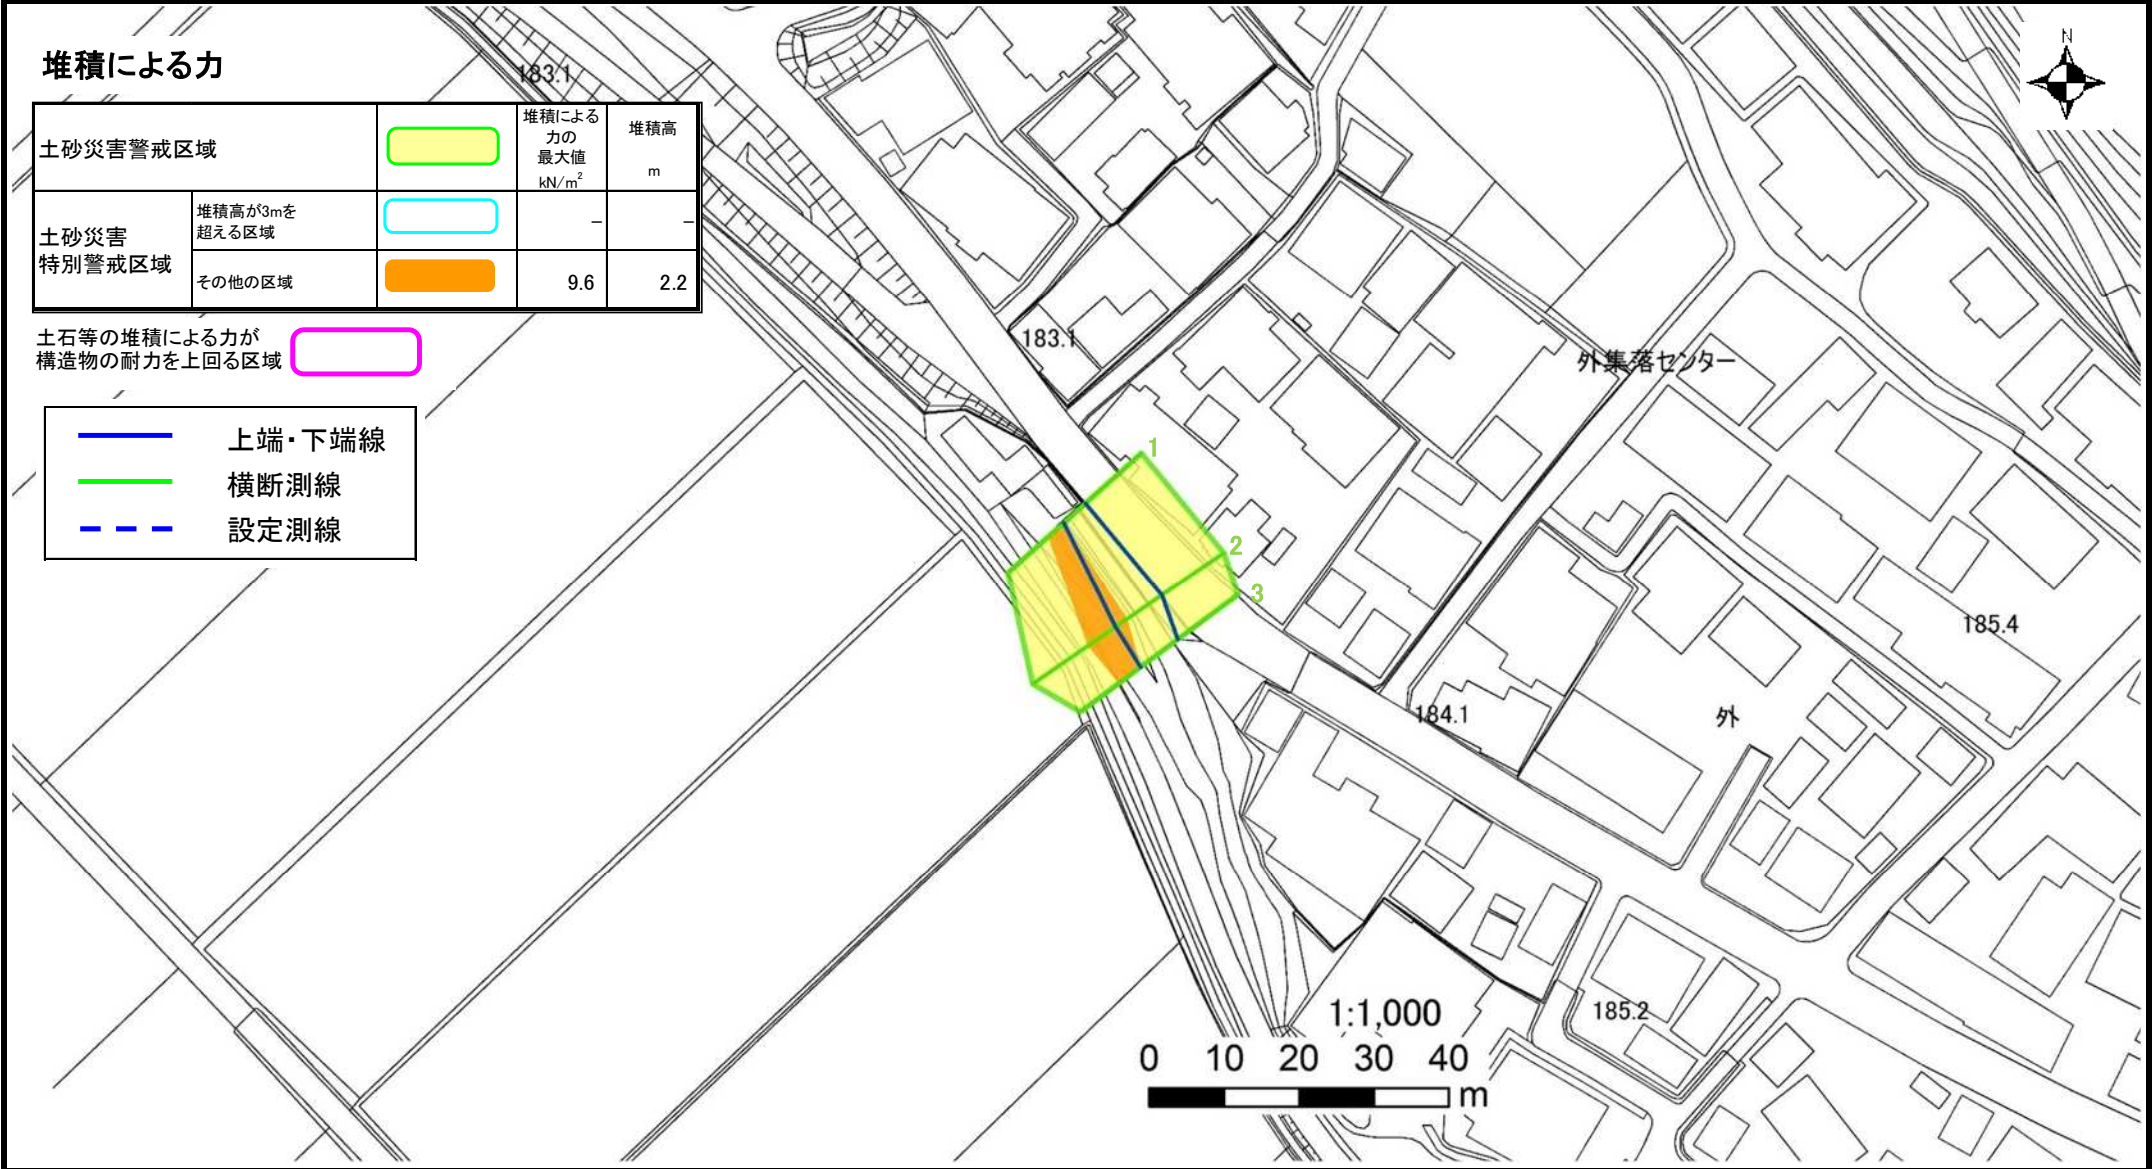 堆積による力
土砂災害警戒区域
堆積による
力の
最大値
kN/m²
堆積高
m
土砂災害
特別警戒区域
堆積高が3mを
超える区域
－
－
その他の区域
9.6
2.2
土石等の堆積による力が
構造物の耐力を上回る区域
上端・下端線
横断測線
設定測線
N
183.1
183.1
外集落センター
1
2
3
185.4
184.1
外
185.2
1:1,000
0 10 20 30 40
m